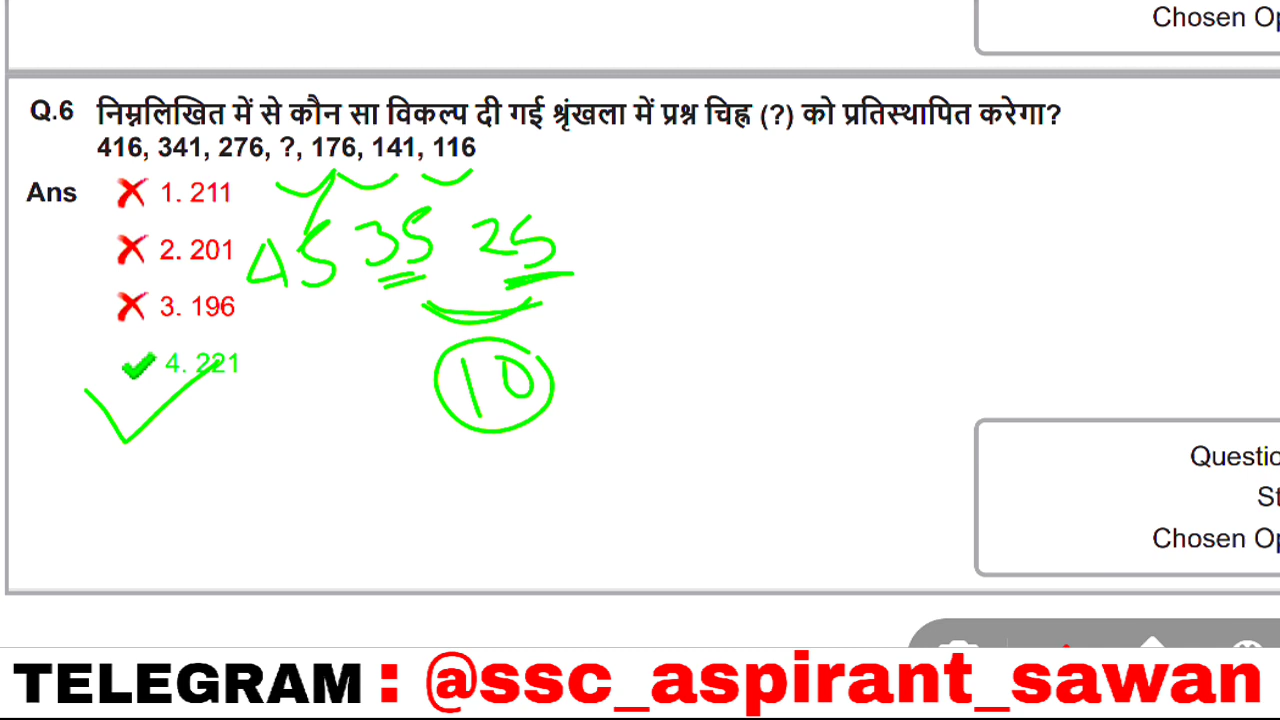 Chosen Op
Q.6 निम्नलिखित में से कौन सा विकल्प दी गई श्रृंखला में प्रश्न चिह्न (?) को प्रतिस्थापित करेगा?
416, 341, 276, ?, 176, 141, 116
Ans 1. 211
2. 201
3. 196
4. 221
45 35 25
10
Questio
St
Chosen Op
TELEGRAM : @ssc_aspirant_sawan